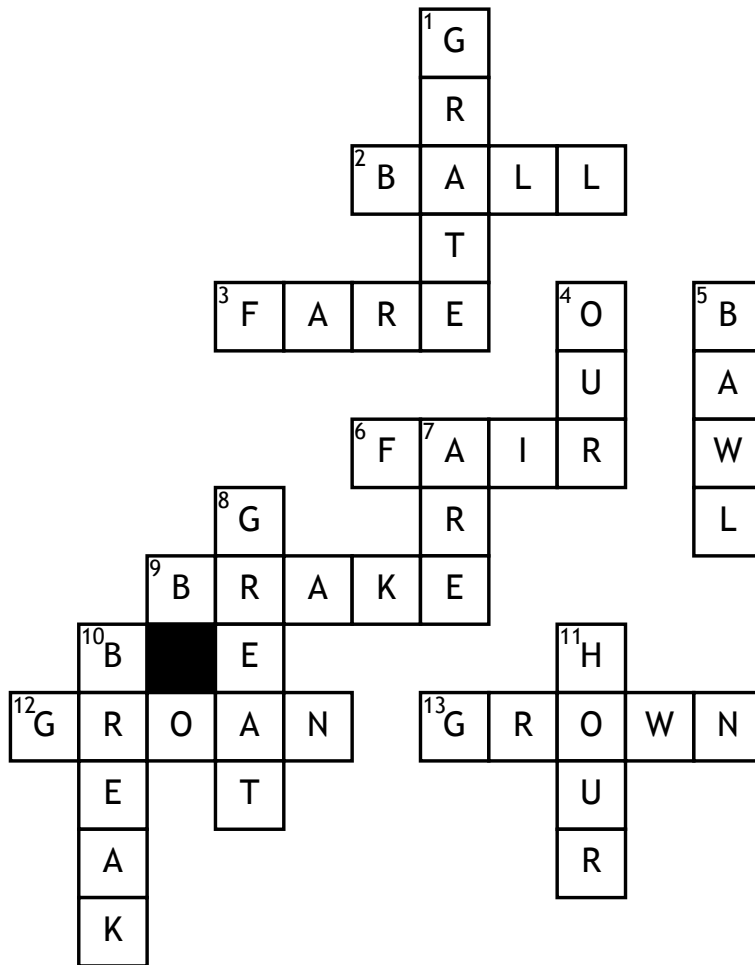 1 G
R
2 B A L L
T
3 F A R E 4 O 5 B
U A
6 F 7 A I R W
8 G R L
9 B R A K E
10 B E 11 H
12 G R O A N 13 G R O W N
E T U
A R
K